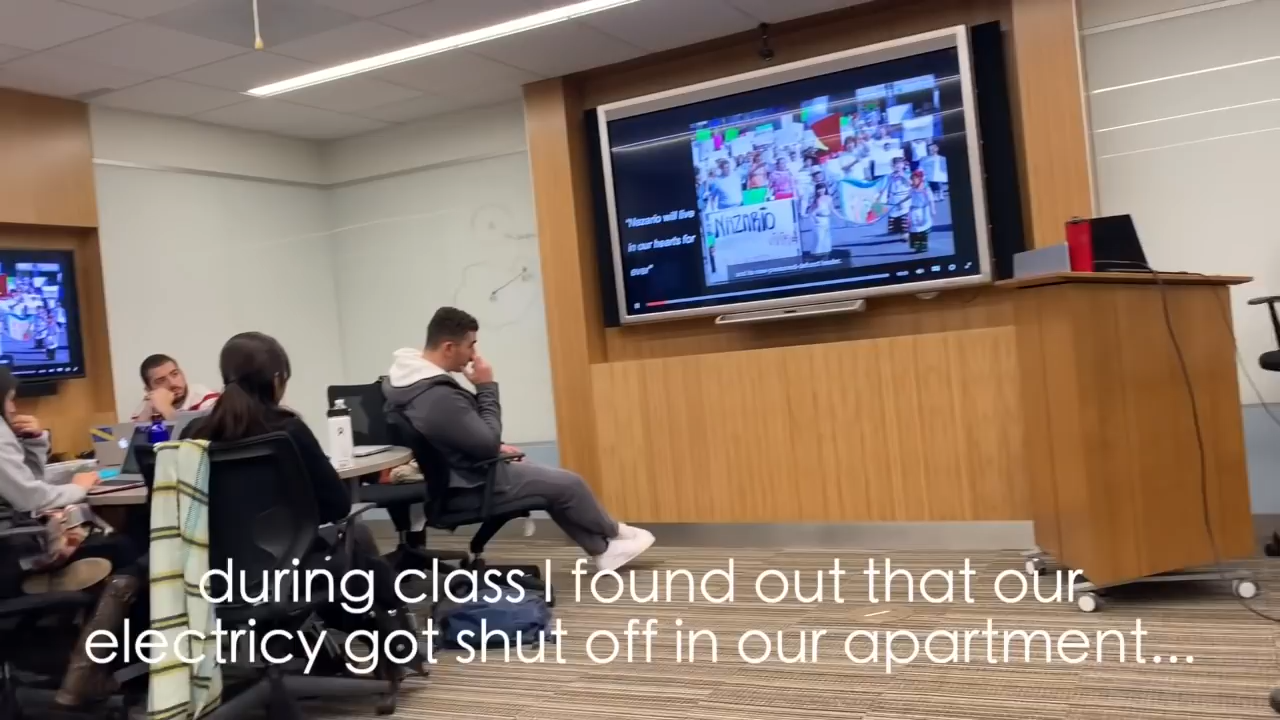 "Nazario will live
in our hearts for
ever"
NAZARIO
during class I found out that our
electricy got shut off in our apartment...